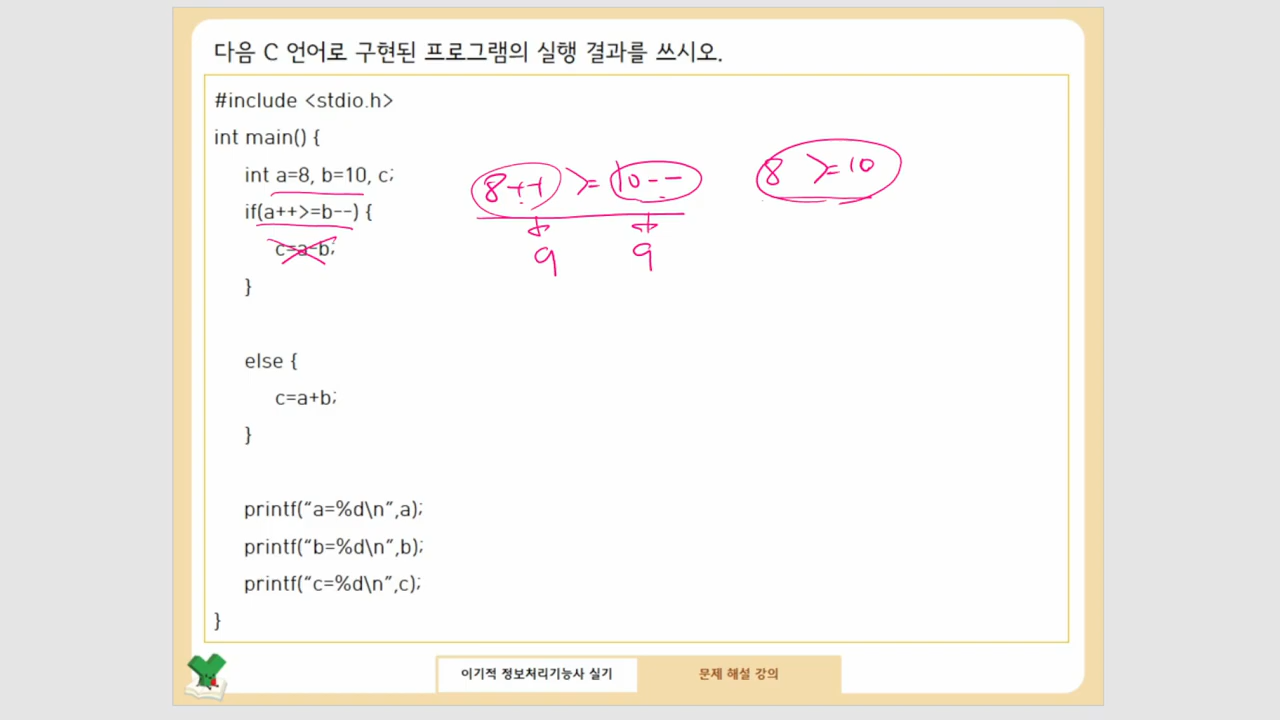 다음 C 언어로 구현된 프로그램의 실행 결과를 쓰시오.
#include <stdio.h>
int main() {
int a=8, b=10, c;
if(a++>=b--) {
c=a-b;
}
8++ >= 10--
9 9
8 >= 10
else {
c=a+b;
}
printf(“a=%d\n”,a);
printf(“b=%d\n”,b);
printf(“c=%d\n”,c);
}
이기적 정보처리기능사 실기
문제 해설 강의